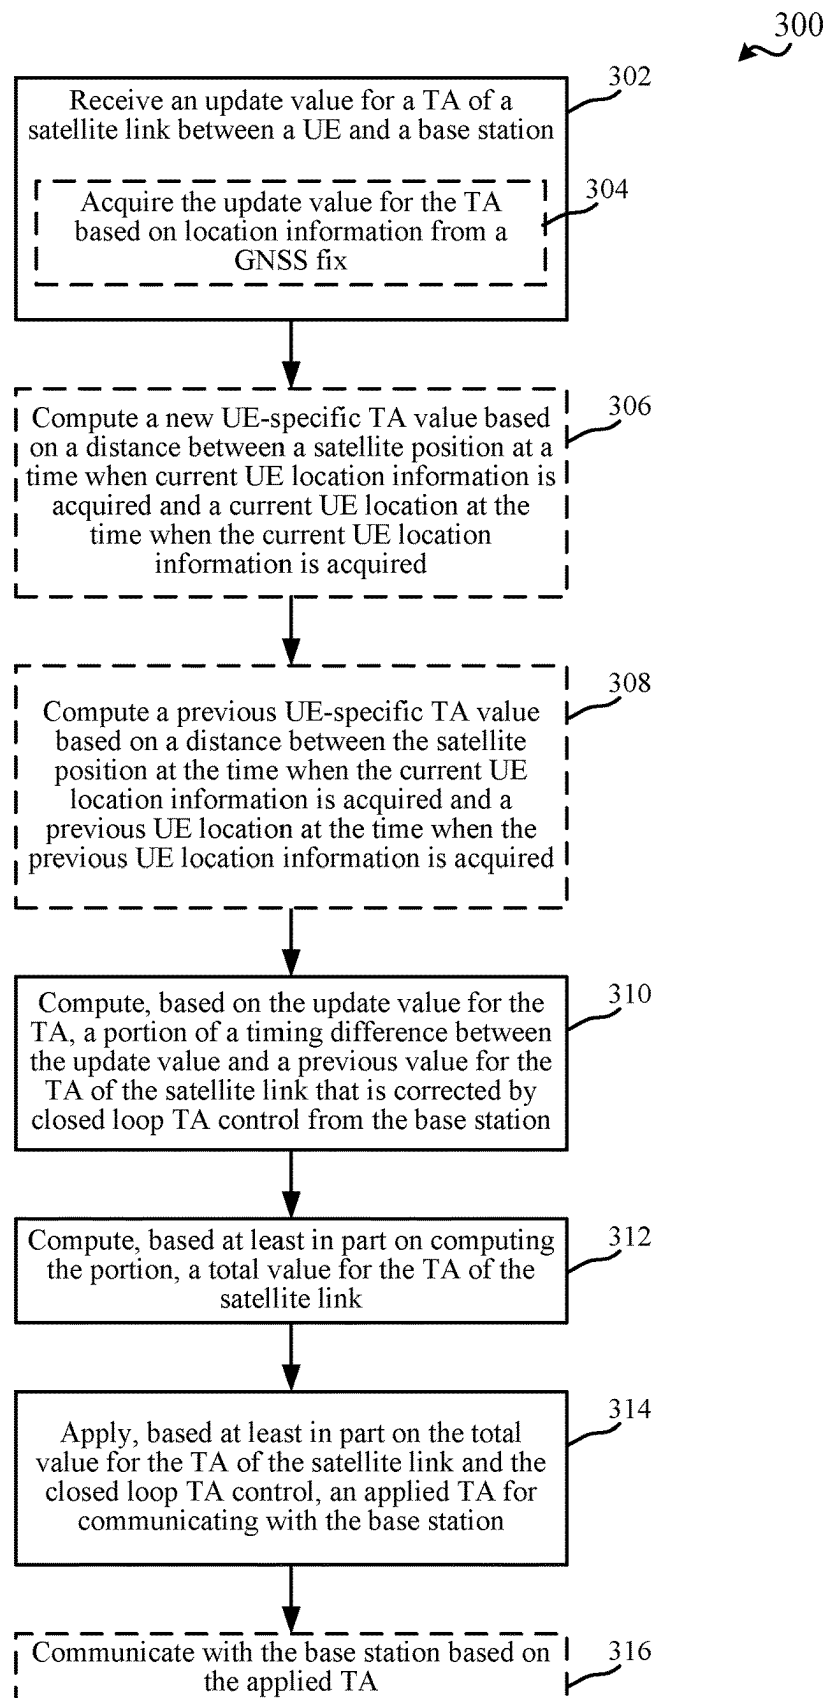 300
302
Receive an update value for a TA of a
satellite link between a UE and a base station
304
Acquire the update value for the TA
based on location information from a
GNSS fix
306
Compute a new UE-specific TA value based
on a distance between a satellite position at a
time when current UE location information is
acquired and a current UE location at the
time when the current UE location
information is acquired
308
Compute a previous UE-specific TA value
based on a distance between the satellite
position at the time when the current UE
location information is acquired and a
previous UE location at the time when the
previous UE location information is acquired
310
Compute, based on the update value for the
TA, a portion of a timing difference between
the update value and a previous value for the
TA of the satellite link that is corrected by
closed loop TA control from the base station
312
Compute, based at least in part on computing
the portion, a total value for the TA of the
satellite link
314
Apply, based at least in part on the total
value for the TA of the satellite link and the
closed loop TA control, an applied TA for
communicating with the base station
316
Communicate with the base station based on
the applied TA